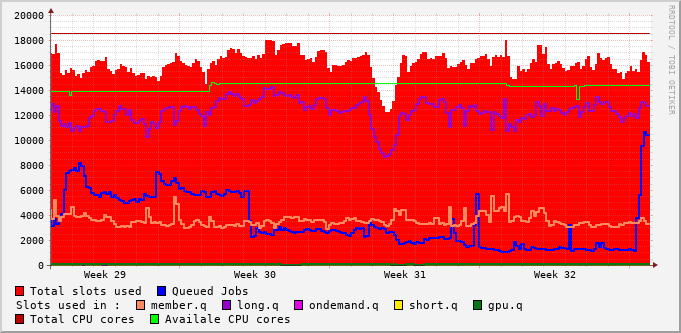 20000
18000
16000
14000
12000
10000
8000
6000
4000
2000
0
Week 29 Week 30 Week 31 Week 32
RRDTOOL / TOBI OETIKER
Total slots used Queued Jobs
Slots used in : member.q long.q ondemand.q short.q gpu.q
Total CPU cores Availale CPU cores